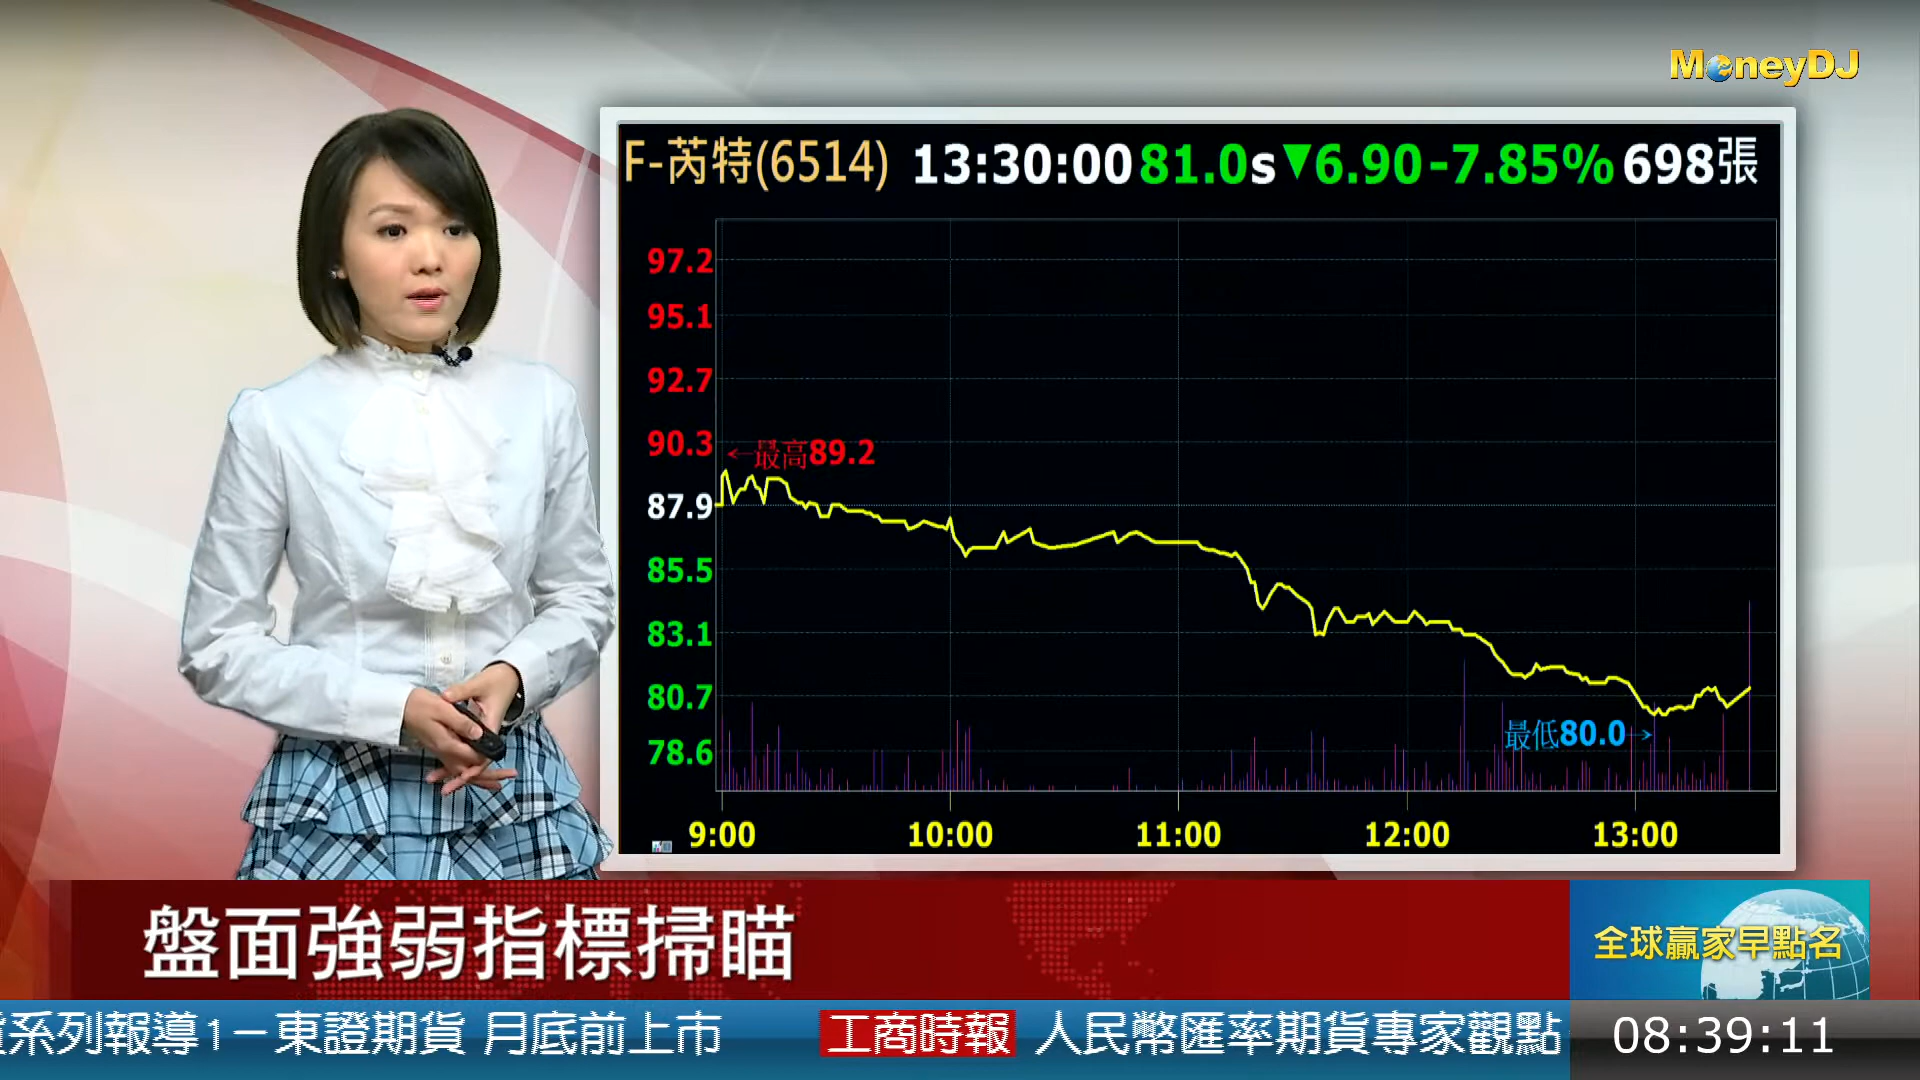 MoneyDJ
F-芮特(6514) 13:30:00 81.0s▼6.90 -7.85% 698張
97.2
95.1
92.7
90.3
←最高89.2
87.9
85.5
83.1
80.7
最低80.0→
78.6
9:00 10:00 11:00 12:00 13:00
盤面強弱指標掃瞄
全球贏家早點名
系列報導1－東證期貨 月底前上市 工商時報 人民幣匯率期貨專家觀點
08:39:11